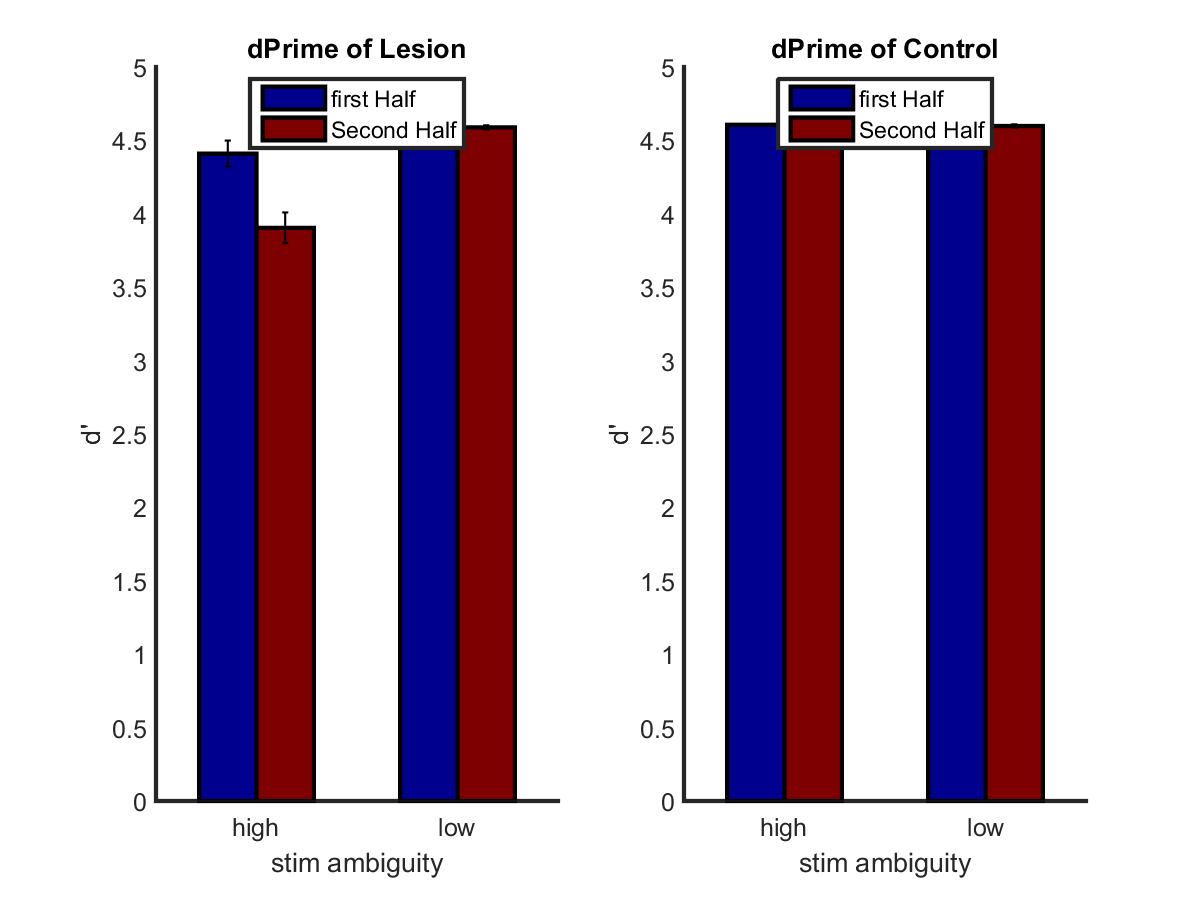 dPrime of Lesion
5
4.5
4
3.5
3
2.5
2
1.5
1
0.5
0
d'
first Half
Second Half
high
low
stim ambiguity
dPrime of Control
5
4.5
4
3.5
3
2.5
2
1.5
1
0.5
0
d'
first Half
Second Half
high
low
stim ambiguity